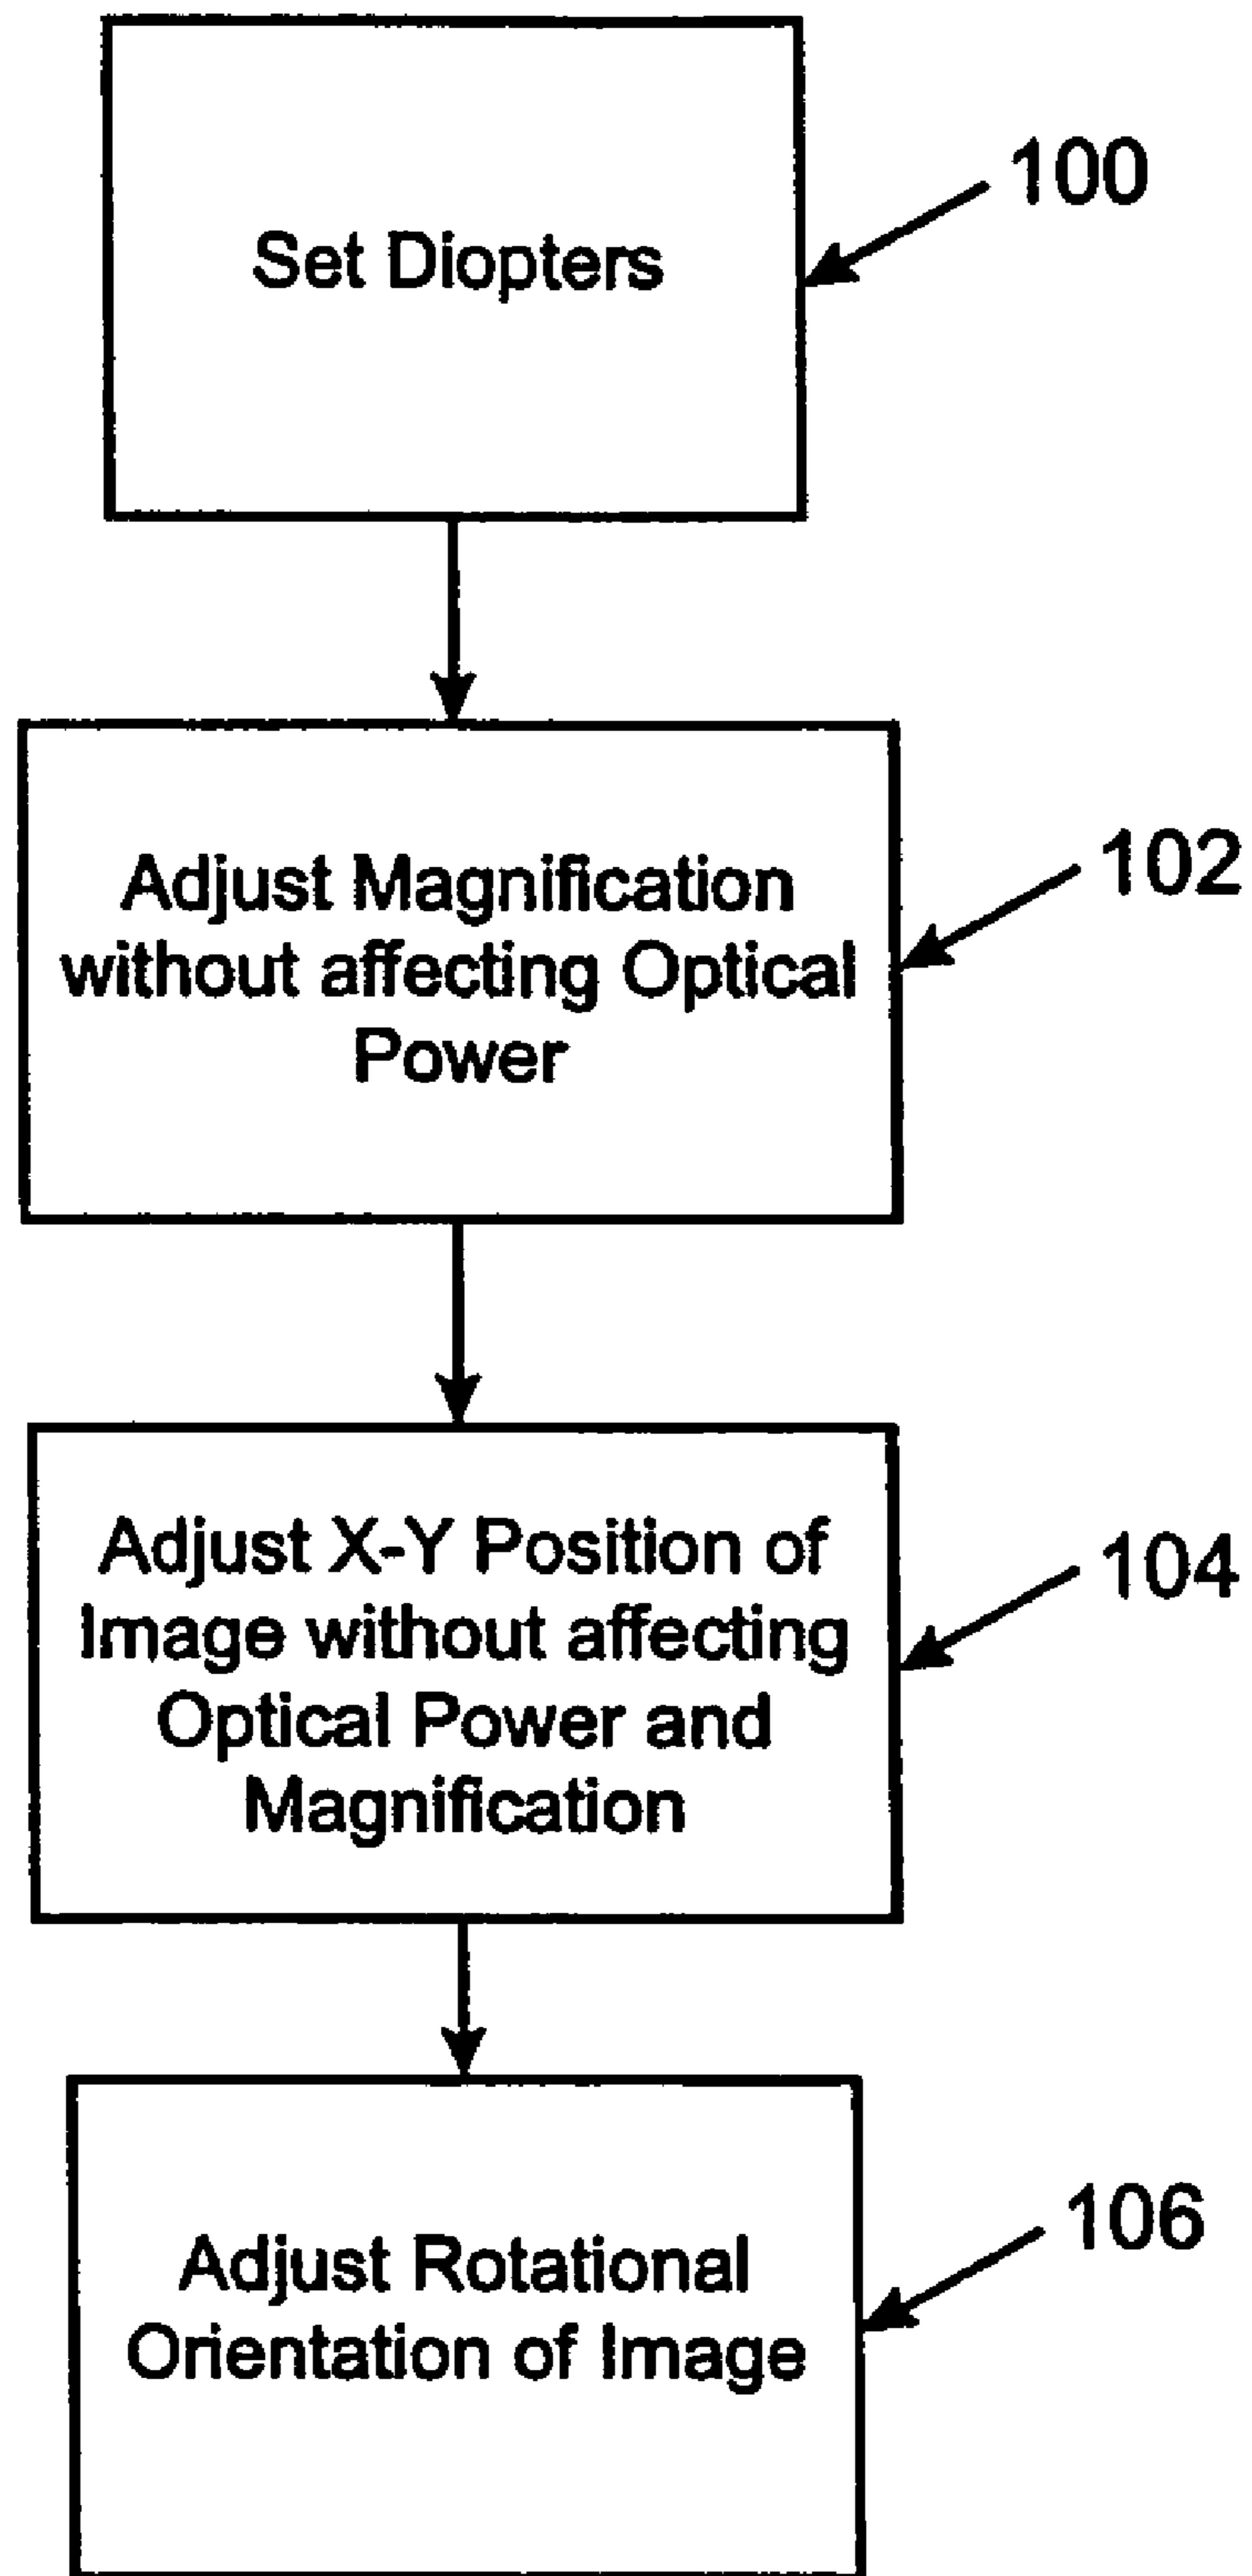 Set Diopters
100
Adjust Magnification
without affecting Optical
Power
102
Adjust X-Y Position of
Image without affecting
Optical Power and
Magnification
104
Adjust Rotational
Orientation of Image
106